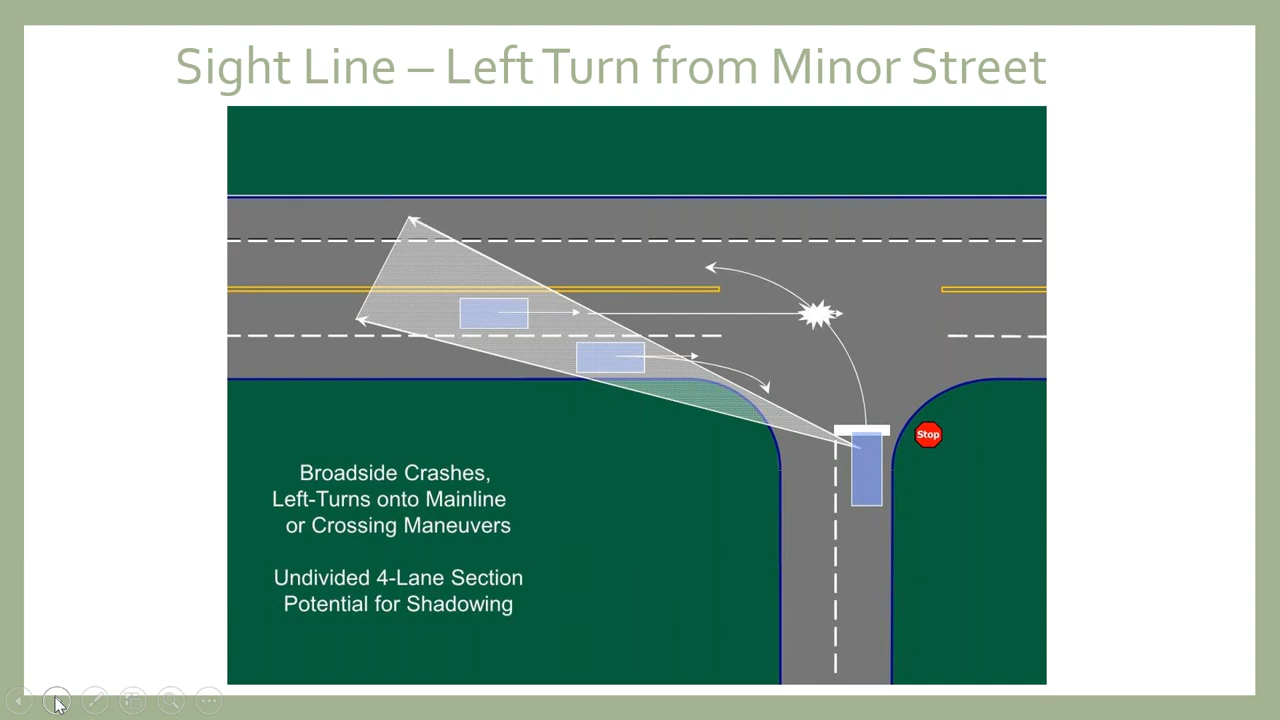 Sight Line – Left Turn from Minor Street
Stop
Broadside Crashes,
Left-Turns onto Mainline
or Crossing Maneuvers
Undivided 4-Lane Section
Potential for Shadowing